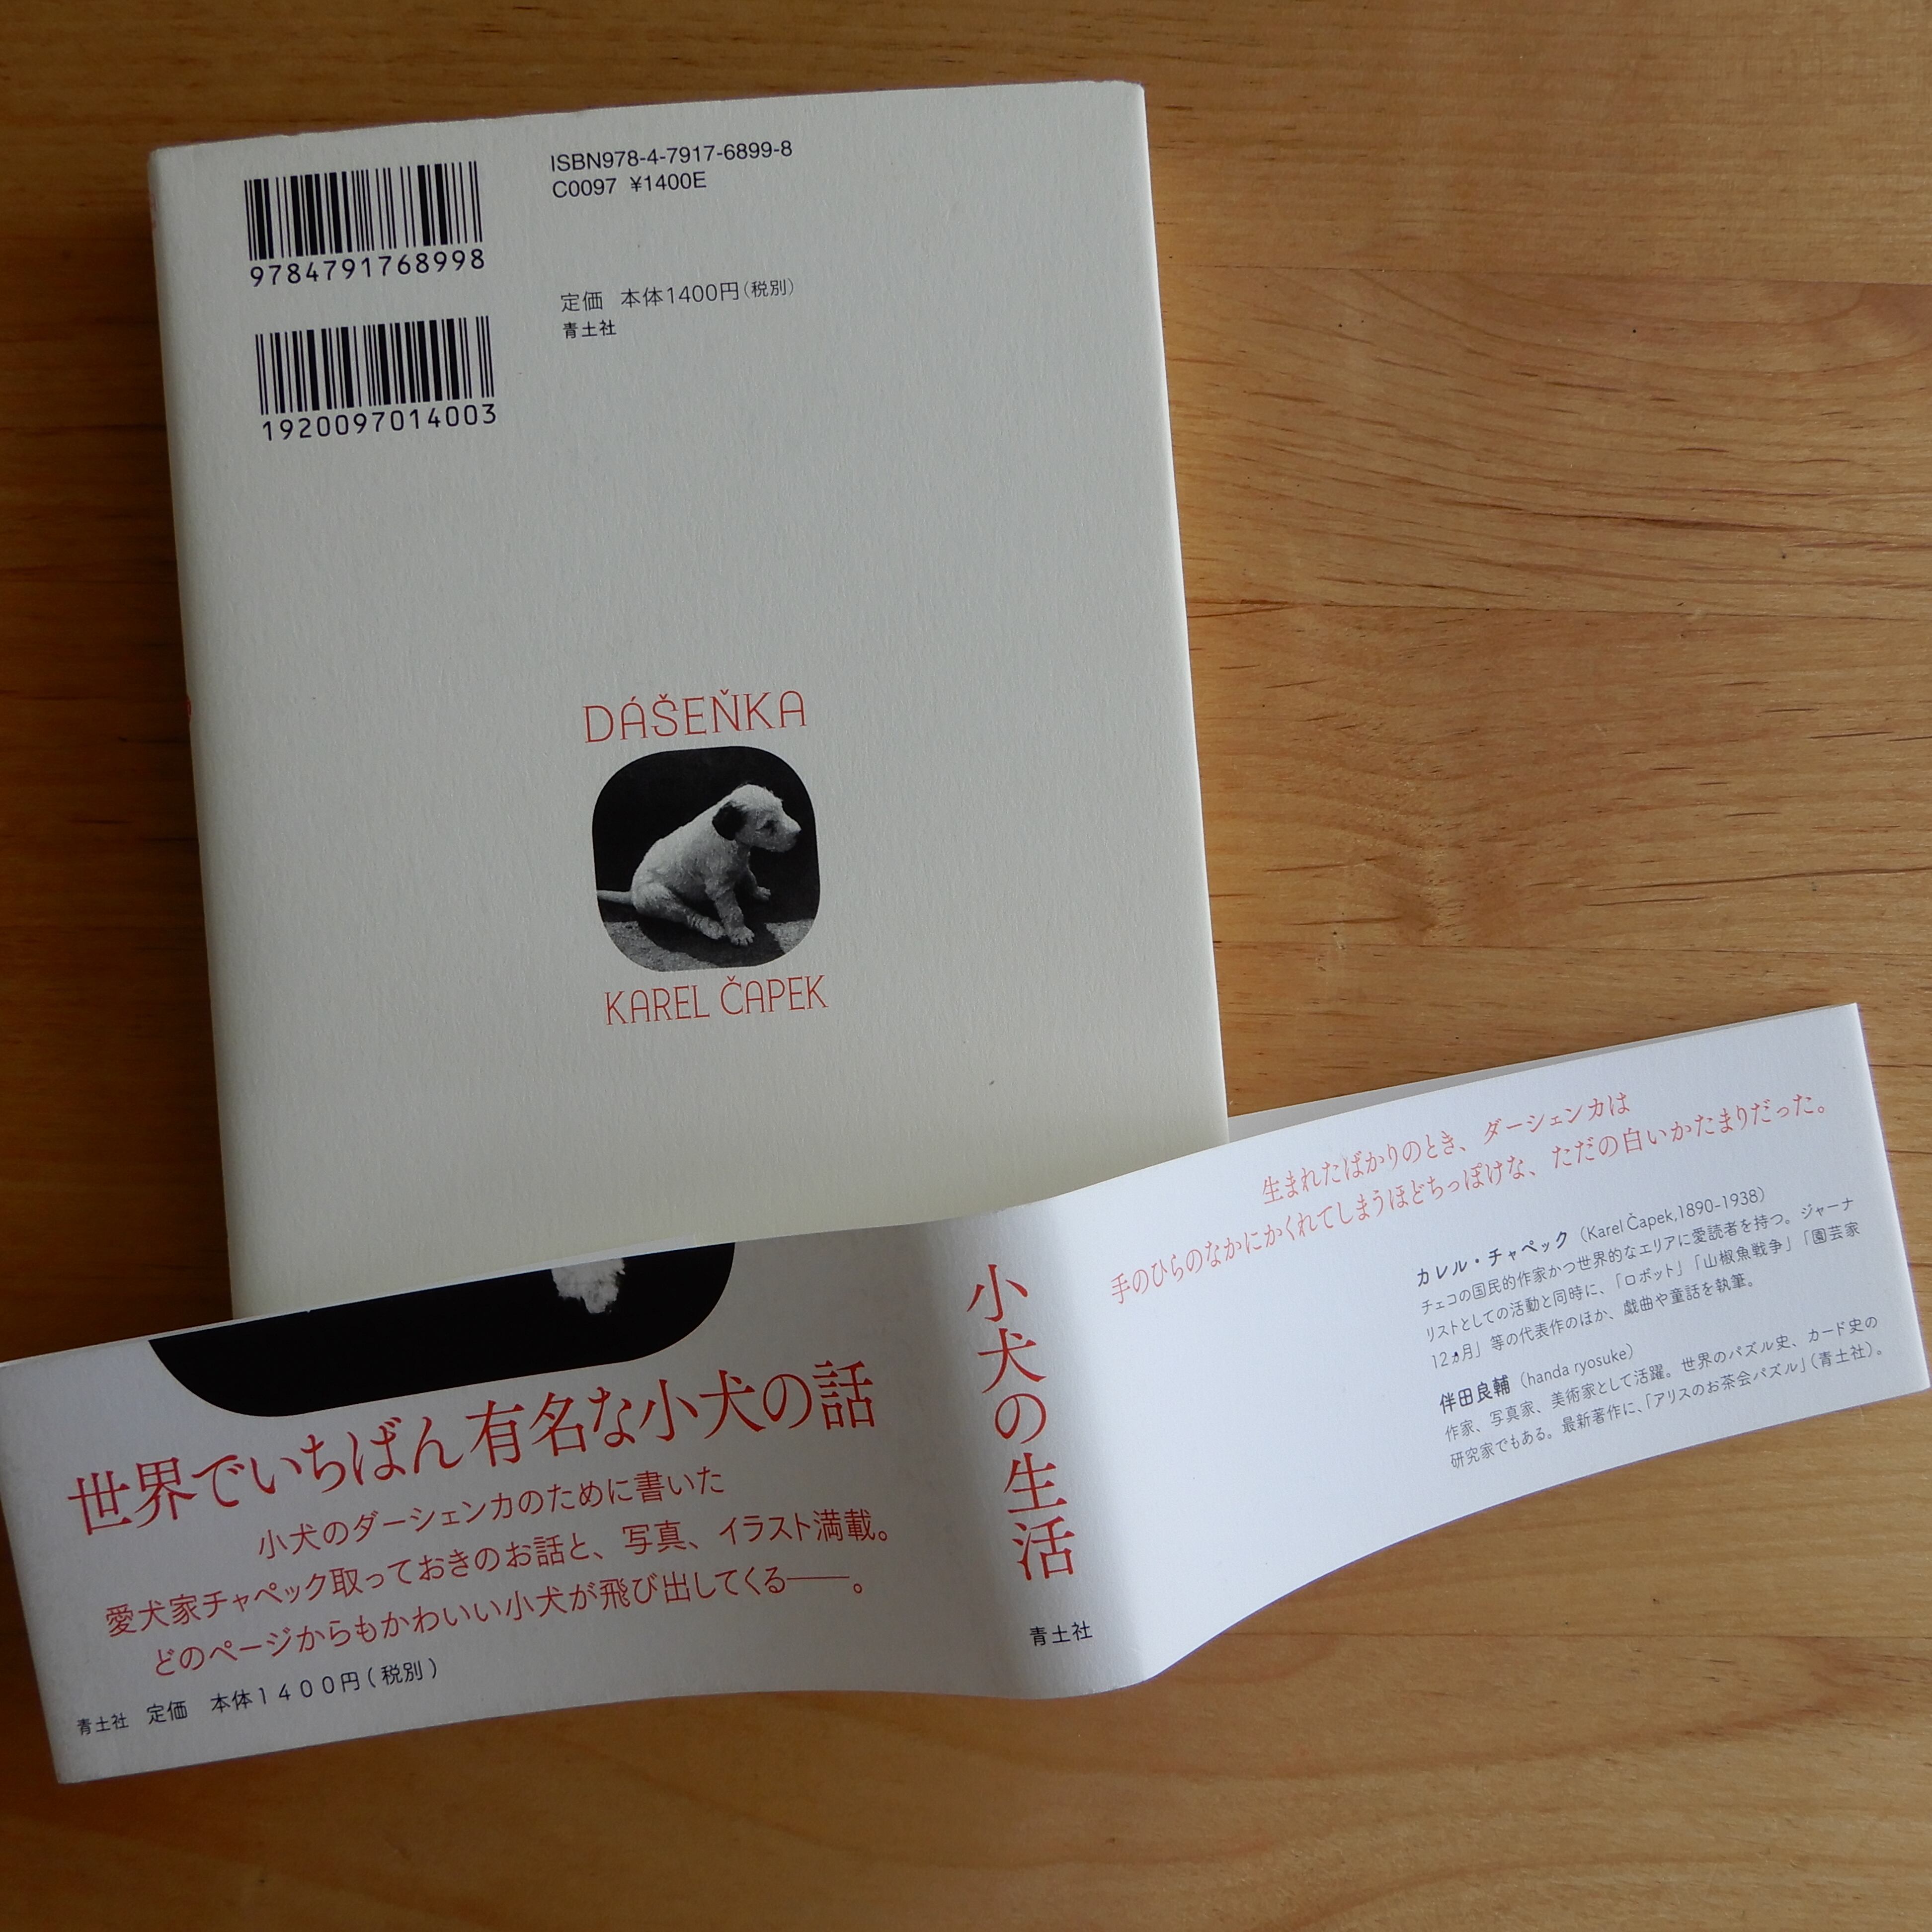 ISBN978-4-7917-6899-8
C0097 ¥1400E
9784791768998
定価 本体1400円(税別)
青土社
1920097014003
DÁŠEŇKA
KAREL ČAPEK
世界でいちばん有名な小犬の話
小犬のダーシェンカのために書いた
愛犬家チャペック取っておきのお話と、写真、イラスト満載。
どのページからもかわいい小犬が飛び出してくる——。
青土社 定価 本体1400円(税別)
小犬の生活
青土社
生まれたばかりのとき、ダーシェンカは
手のひらのなかにかくれてしまうほどちっぽけな、ただの白いかたまりだった。
カレル・チャペック(Karel Čapek,1890-1938)
チェコの国民的作家かつ世界的なエリアに愛読者を持つ。ジャーナ
リストとしての活動と同時に、「ロボット」「山椒魚戦争」「園芸家
12ヵ月」等の代表作のほか、戯曲や童話を執筆。
伴田良輔(handa ryosuke)
作家、写真家、美術家として活躍。世界のパズル史、カード史の
研究家でもある。最新著作に、「アリスのお茶会パズル」(青土社)。